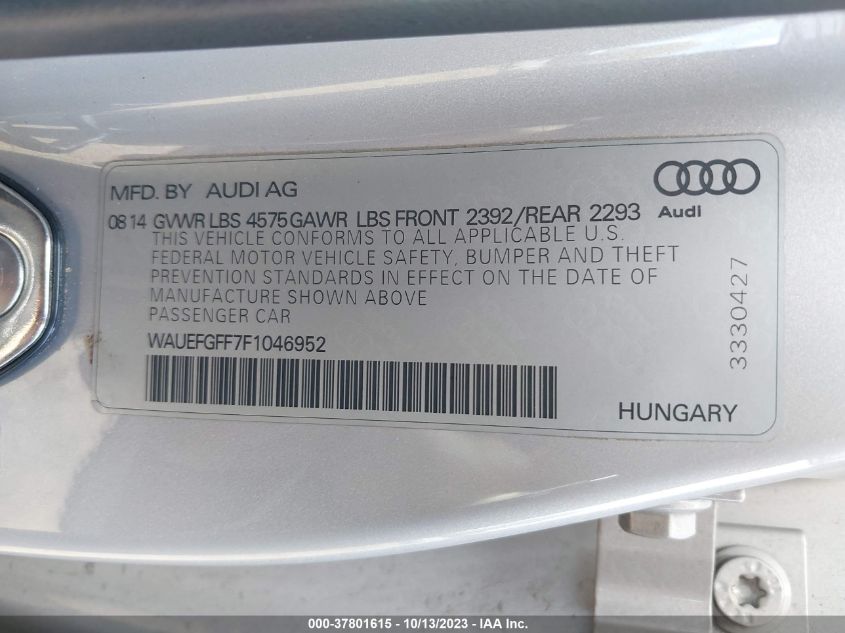 MFD. BY AUDI AG
Audi
08 14 GVWR LBS 4575 GAWR LBS FRONT 2392/REAR 2293
THIS VEHICLE CONFORMS TO ALL APPLICABLE U.S.
FEDERAL MOTOR VEHICLE SAFETY, BUMPER AND THEFT
PREVENTION STANDARDS IN EFFECT ON THE DATE OF
MANUFACTURE SHOWN ABOVE
PASSENGER CAR
WAUEFGFF7F1046952
3330427
HUNGARY
000-37801615 - 10/13/2023 - IAA Inc.